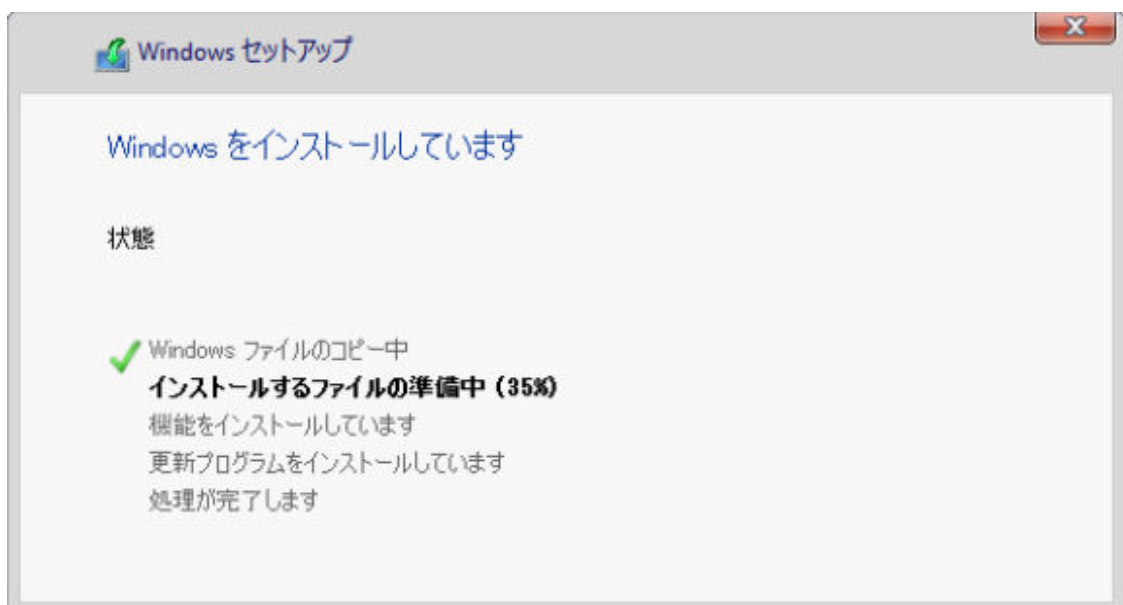 Windows セットアップ
Windows をインストールしています
状態
Windows ファイルのコピー中
インストールするファイルの準備中 (35%)
機能をインストールしています
更新プログラムをインストールしています
処理が完了します